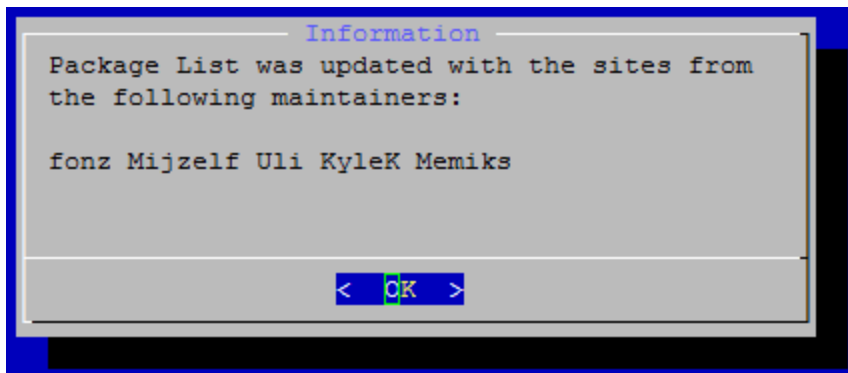 Information
Package List was updated with the sites from
the following maintainers:
fonz Mijzelf Uli KyleK Memiks
< OK >